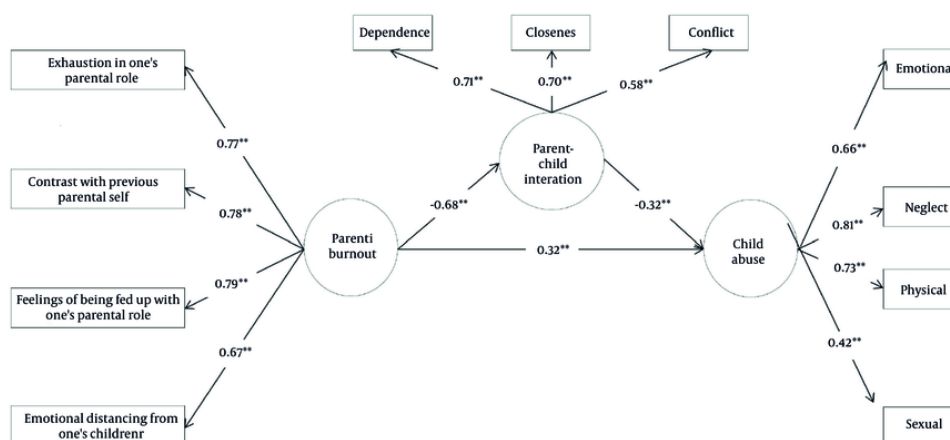 Dependence
Closenes
Conflict
Exhaustion in one's
parental role
Emotiona
0.71**
0.70**
0.58**
0.77**
Parent-
child
interation
0.66**
Contrast with previous
parental self
0.78**
-0.68**
-0.32**
Neglect
0.81**
Parenti
burnout
0.32**
Child
abuse
0.73**
Physical
0.79**
Feelings of being fed up with
one's parental role
0.67**
0.42**
Emotional distancing from
one's childrenr
Sexual